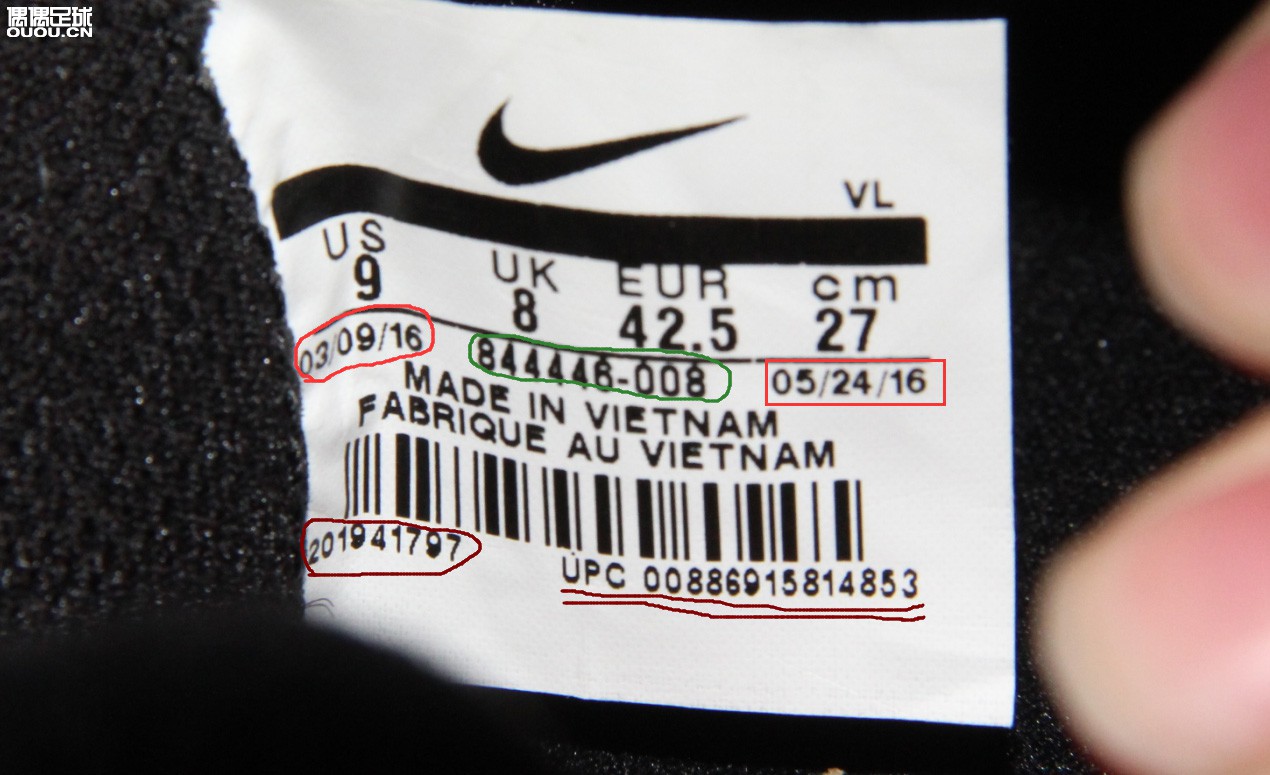 偶偶足球
OUOU.CN
VL
US UK EUR cm
9 8 42.5 27
03/09/16 844446-008 05/24/16
MADE IN VIETNAM
FABRIQUE AU VIETNAM
201941797
UPC 00886915814853